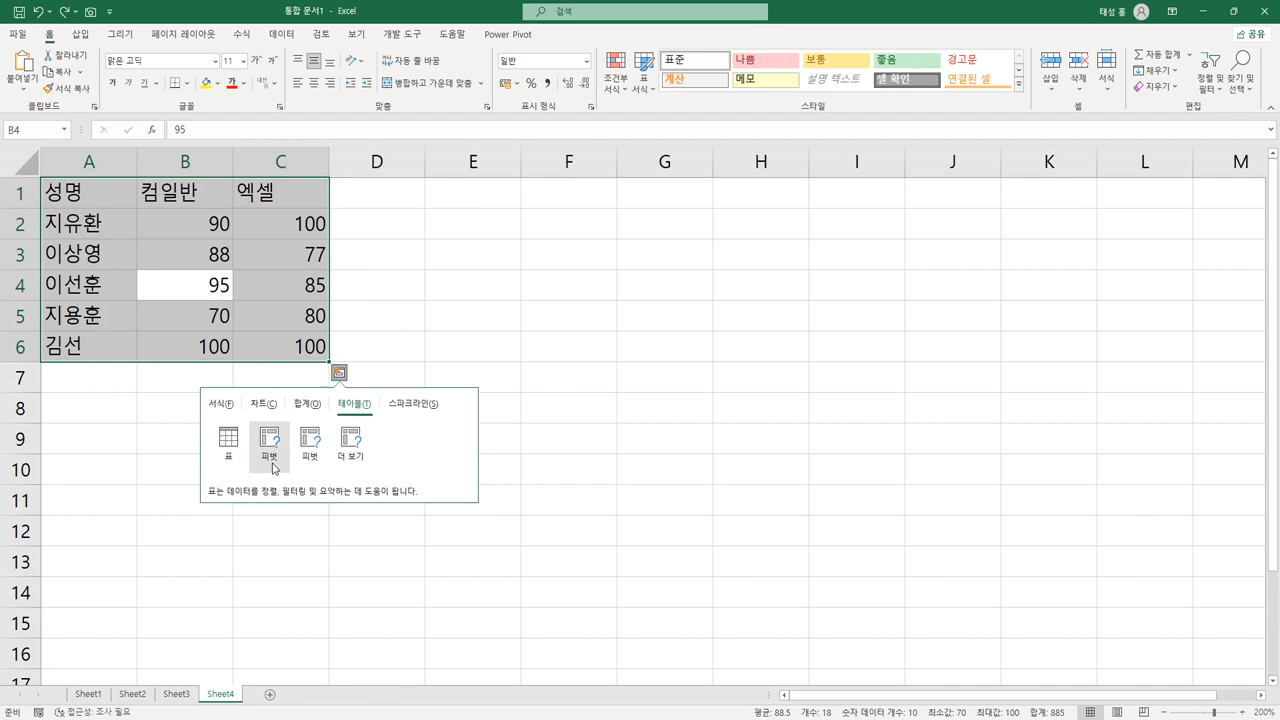 통합 문서1 - Excel
검색
태성 홍
파일 홈 삽입 그리기 페이지 레이아웃 수식 데이터 검토 보기 개발 도구 도움말 Power Pivot
공유
붙여넣기
잘라내기
복사
서식 복사
클립보드
맑은 고딕 11
가 가 가
글꼴
자동 줄 바꿈
병합하고 가운데 맞춤
맞춤
일반
표시 형식
조건부 서식
표 서식
표준 나쁨 보통 좋음 경고문
계산 메모 설명 텍스트 셀 확인 연결된 셀
스타일
삽입 삭제 서식
셀
자동 합계
채우기
지우기
정렬 및 필터
찾기 및 선택
편집
B4
95
A B C D E F G H I J K L M
1 성명 컴일반 엑셀
2 지유환 90 100
3 이상영 88 77
4 이선훈 95 85
5 지용훈 70 80
6 김선 100 100
7
8
9
10
11
12
13
14
15
16
17
서식(F) 차트(C) 합계(O) 테이블(T) 스파크라인(S)
표 피벗 피벗 더 보기
표는 데이터를 정렬, 필터링 및 요약하는 데 도움이 됩니다.
Sheet1 Sheet2 Sheet3 Sheet4
준비 접근성: 조사 필요 평균: 88.5 개수: 18 숫자 데이터 개수: 10 최소값: 70 최대값: 100 합계: 885 200%